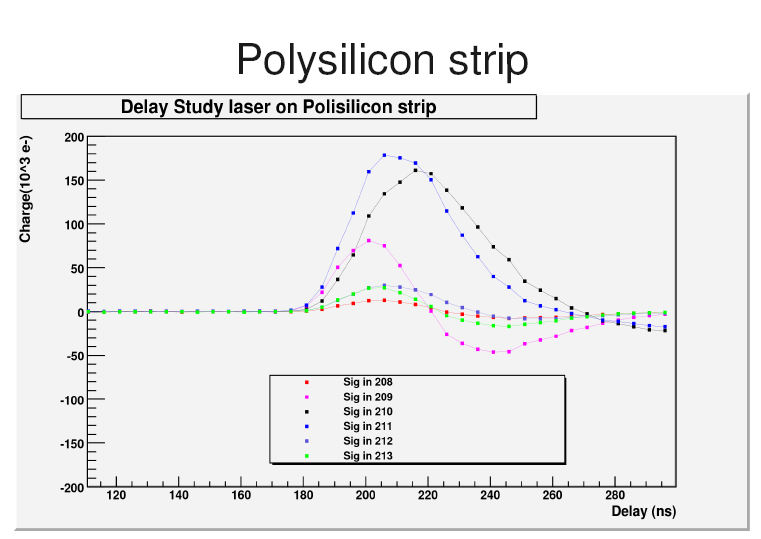 Polysilicon strip
Delay Study laser on Polisilicon strip
Charge(10^3 e-)
200
150
100
50
0
-50
-100
-150
-200
120 140 160 180 200 220 240 260 280
Delay (ns)
Sig in 208
Sig in 209
Sig in 210
Sig in 211
Sig in 212
Sig in 213